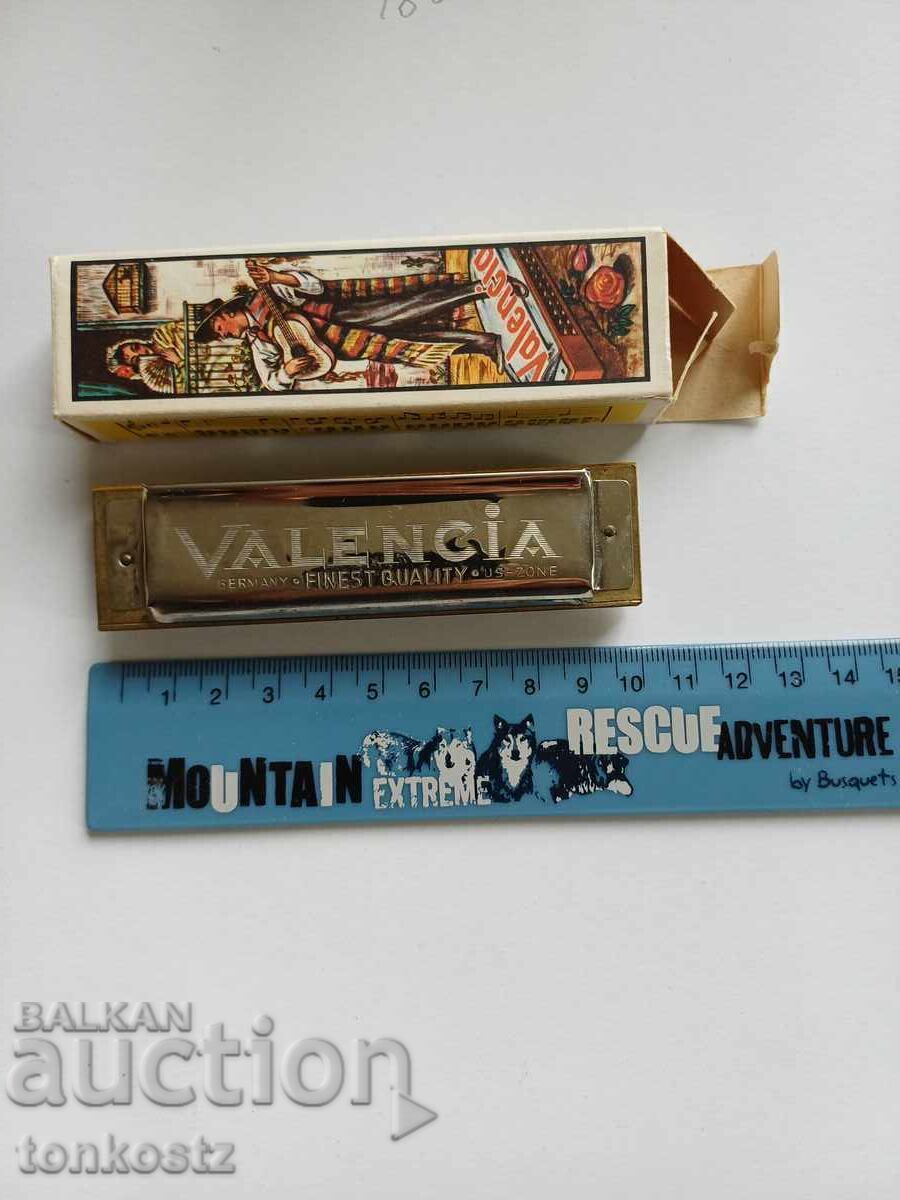 Valencia
VALENCIA
GERMANY • FINEST QUALITY • US-ZONE
1 2 3 4 5 6 7 8 9 10 11 12 13 14 15
MOUNTAIN EXTREME RESCUE ADVENTURE
by Busquets
BALKAN
auction
tonkostz